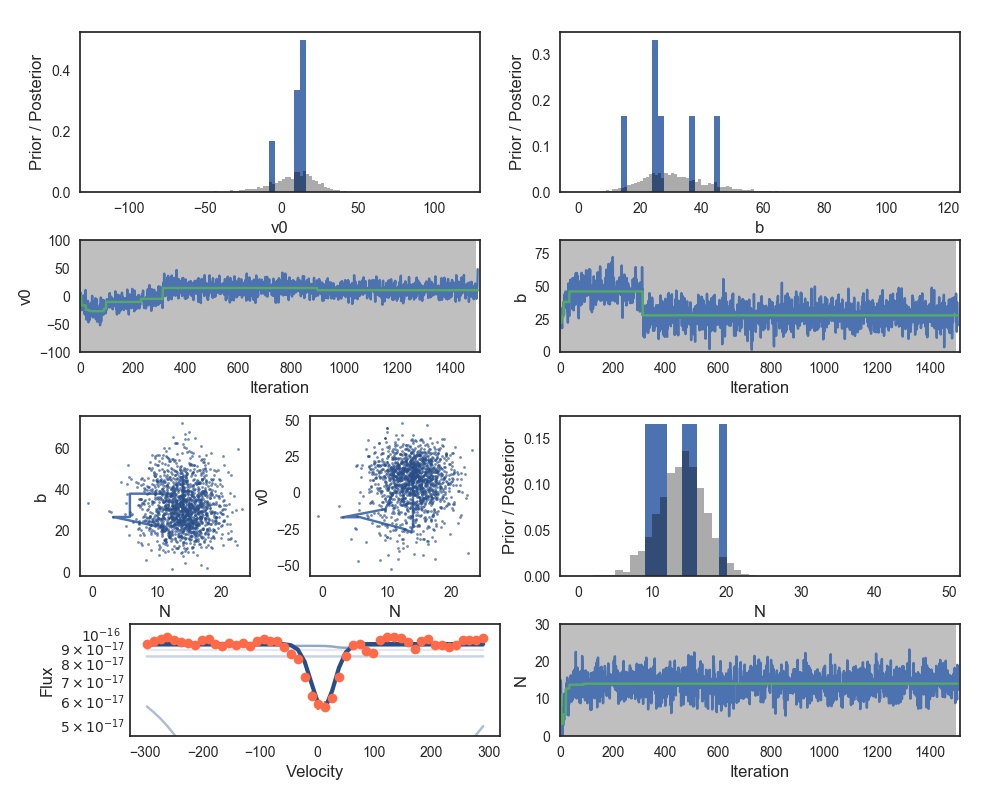 Prior / Posterior
0.4
0.2
0.0
−100 −50 0 50 100
v0
Prior / Posterior
0.3
0.2
0.1
0.0
0 20 40 60 80 100 120
b
v0
100
50
0
−50
−100
0 200 400 600 800 1000 1200 1400
Iteration
b
75
50
25
0
0 200 400 600 800 1000 1200 1400
Iteration
b
60
40
20
0
0 10 20
N
v0
50
25
0
−25
−50
0 10 20
N
Prior / Posterior
0.15
0.10
0.05
0.00
0 10 20 30 40 50
N
Flux
10⁻¹⁶
9 × 10⁻¹⁷
8 × 10⁻¹⁷
7 × 10⁻¹⁷
6 × 10⁻¹⁷
5 × 10⁻¹⁷
−300 −200 −100 0 100 200 300
Velocity
N
30
20
10
0
0 200 400 600 800 1000 1200 1400
Iteration